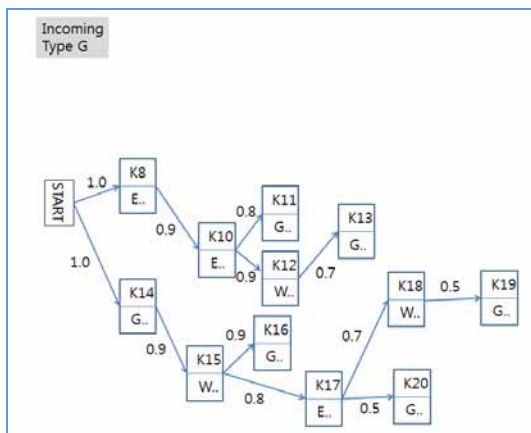 Incoming
Type G
START
1.0
K8
E..
0.9
K10
E..
0.8
K11
G..
0.9
K12
W..
0.7
K13
G..
1.0
K14
G..
0.9
K15
W..
0.9
K16
G..
0.8
K17
E..
0.7
K18
W..
0.5
K19
G..
0.5
K20
G..